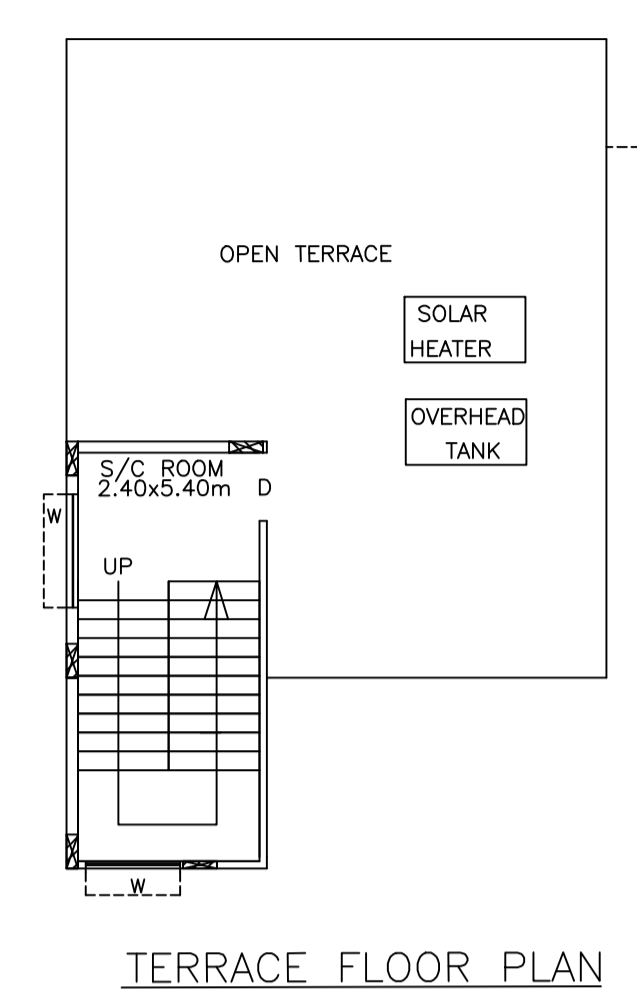 OPEN TERRACE
SOLAR
HEATER
OVERHEAD
TANK
S/C ROOM
2.40x5.40m
D
W
UP
W
TERRACE FLOOR PLAN